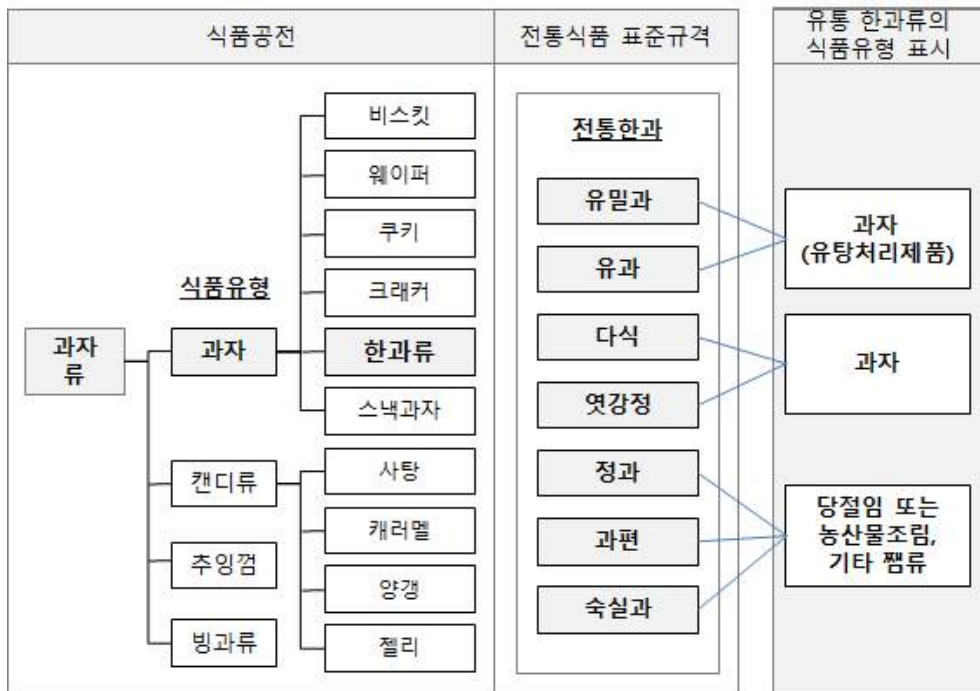 식품공전
전통식품 표준규격
유통 한과류의
식품유형 표시
식품유형
과자
류
과자
캔디류
추잉껌
빙과류
비스킷
웨이퍼
쿠키
크래커
한과류
스낵과자
사탕
캐러멜
양갱
젤리
전통한과
유밀과
유과
다식
엿강정
정과
과편
숙실과
과자
(유탕처리제품)
과자
당절임 또는
농산물조림,
기타 쨈류